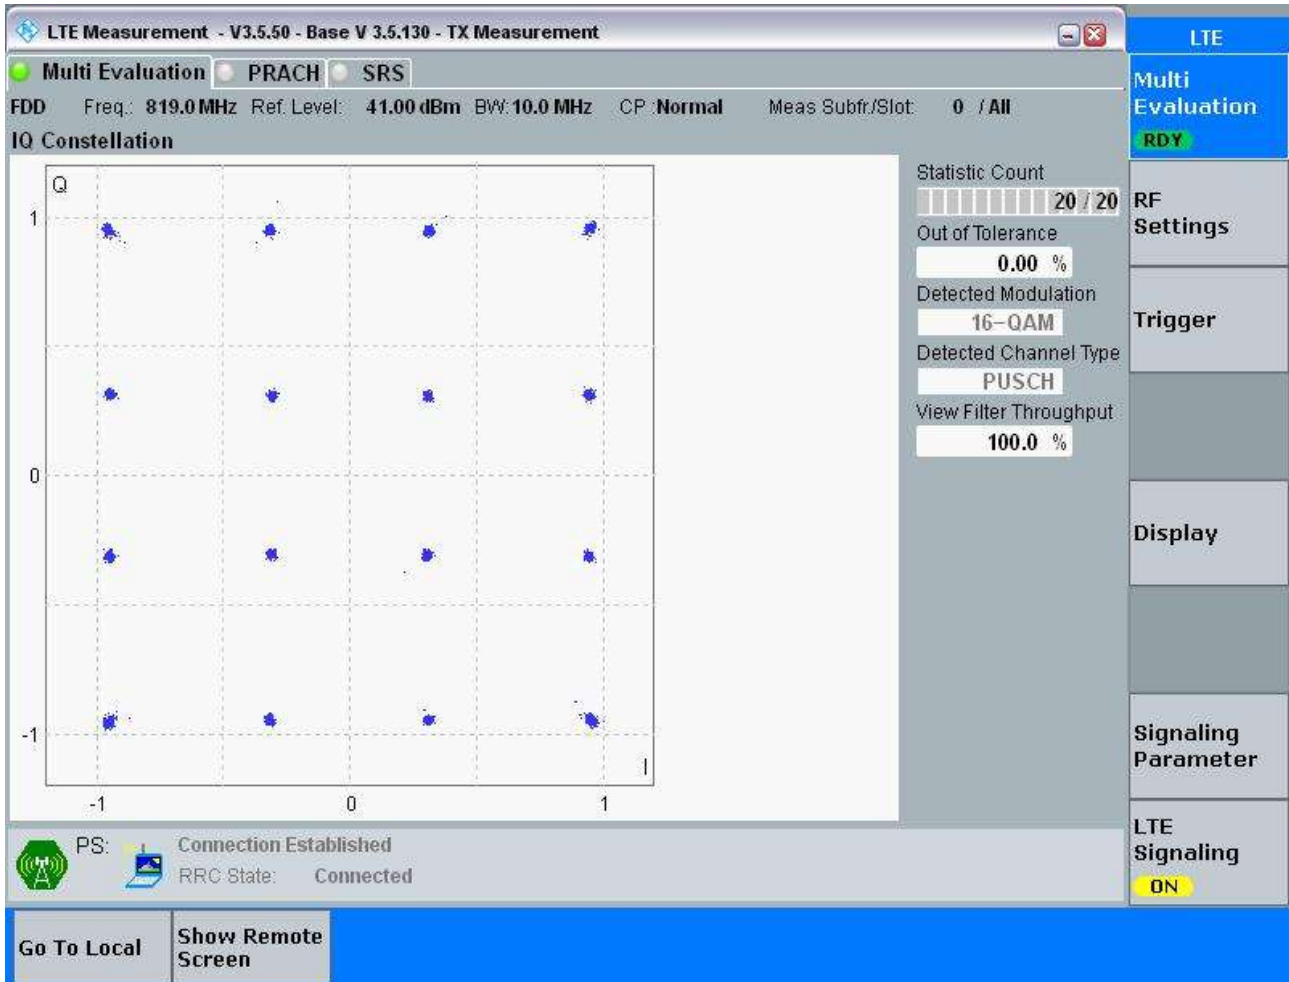 LTE Measurement - V3.5.50 - Base V 3.5.130 - TX Measurement
LTE
Multi Evaluation PRACH SRS
FDD Freq.: 819.0 MHz Ref. Level: 41.00 dBm BW: 10.0 MHz CP :Normal Meas Subfr./Slot: 0 / All
IQ Constellation
Q
1
0
-1
I
-1 0 1
Statistic Count
20 / 20
Out of Tolerance
0.00 %
Detected Modulation
16-QAM
Detected Channel Type
PUSCH
View Filter Throughput
100.0 %
Multi
Evaluation
RDY
RF
Settings
Trigger
Display
Signaling
Parameter
LTE
Signaling
ON
PS: Connection Established
RRC State: Connected
Go To Local
Show Remote
Screen